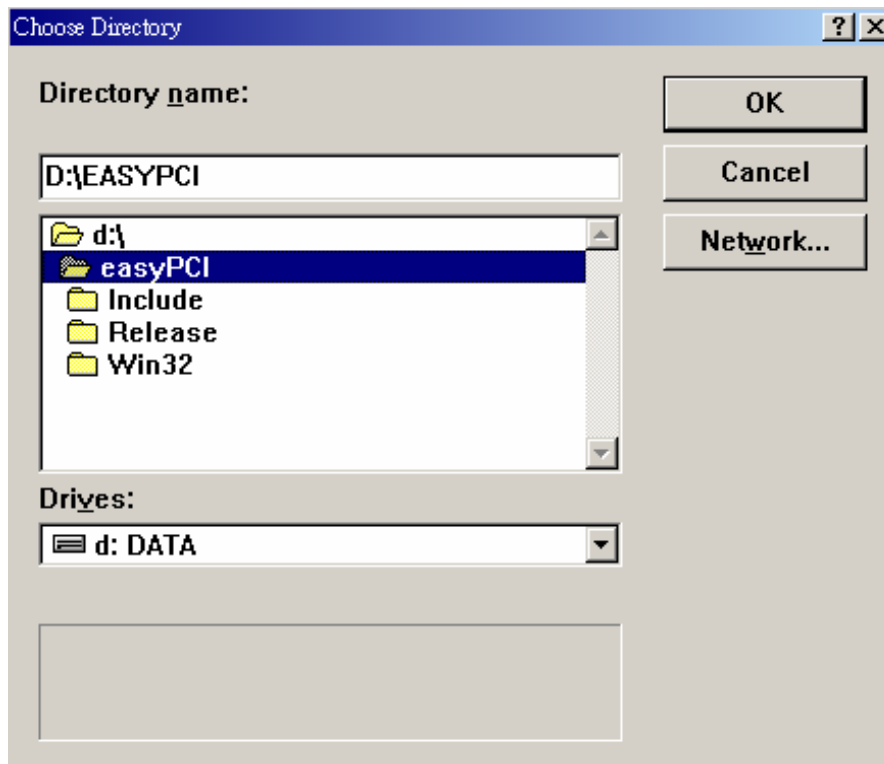 Choose Directory
Directory name:
OK
D:\EASYPCI
Cancel
d:\
Network...
easyPCI
Include
Release
Win32
Drives:
d: DATA